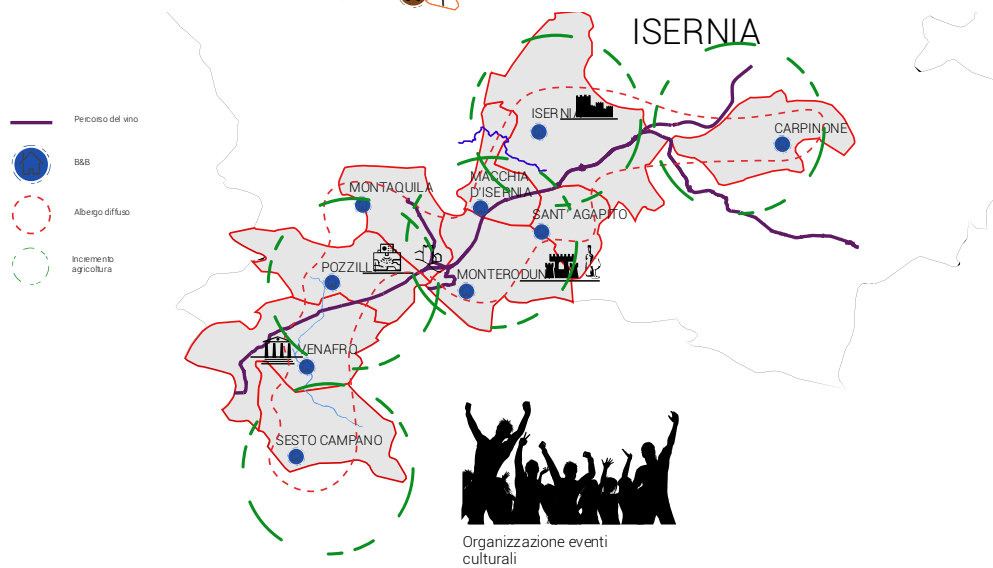 ISERNIA
Percorso del vino
B&B
Albergo diffuso
Incremento
agricoltura
ISERNIA
CARPINONE
MACCHIA
D'ISERNIA
MONTAQUILA
SANT' AGAPITO
POZZILLI
MONTERODUNI
VENAFRO
SESTO CAMPANO
Organizzazione eventi
culturali